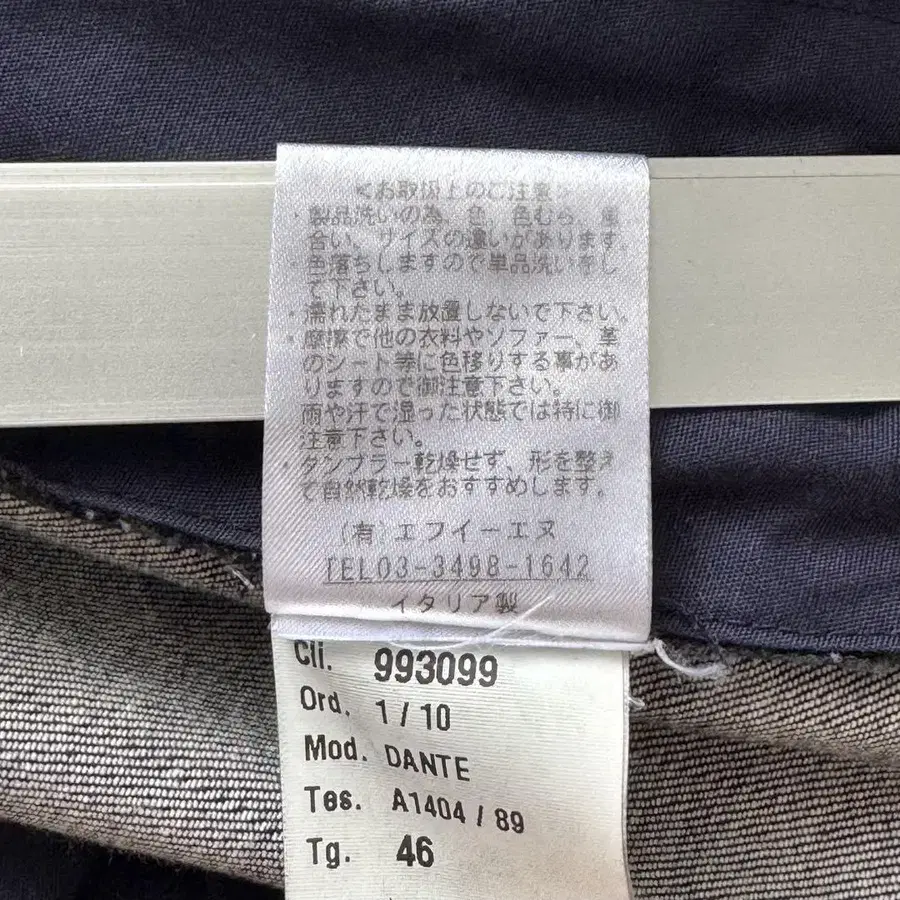 <お取扱上のご注意>
・製品洗いの為、色、色むら、風
合い、サイズの違いがあります。
・色落ちしますので単品洗いをし
て下さい。
・濡れたまま放置しないで下さい。
・摩擦で他の衣料やソファー、革
のシート等に色移りする事があ
りますので御注意下さい。
雨や汗で湿った状態では特に御
注意下さい。
・タンブラー乾燥せず、形を整え
て自然乾燥をおすすめします。
(有)エフイーエヌ
TEL03-3498-1642
イタリア製
Cli. 993099
Ord. 1 / 10
Mod. DANTE
Tes. A1404 / 89
Tg. 46